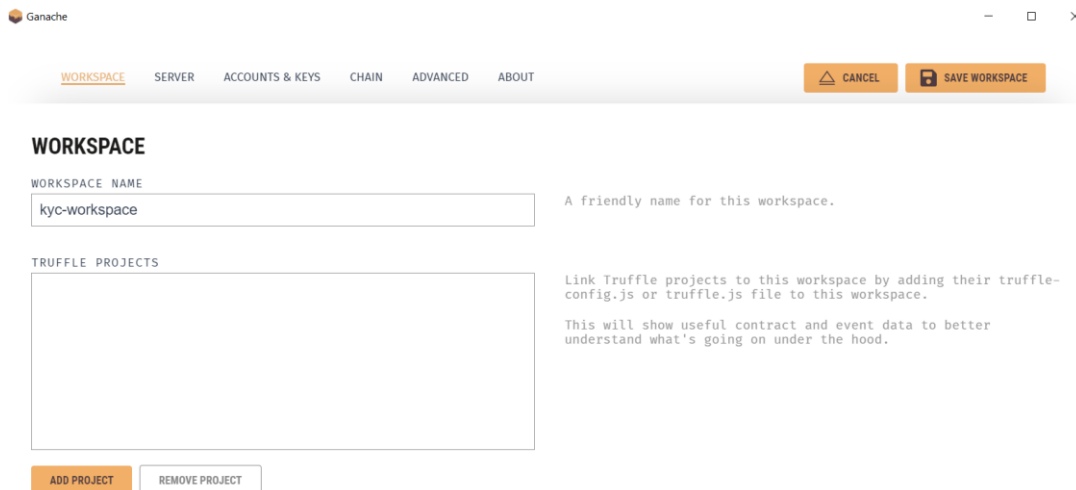 Ganache
WORKSPACE SERVER ACCOUNTS & KEYS CHAIN ADVANCED ABOUT CANCEL SAVE WORKSPACE
WORKSPACE
WORKSPACE NAME
kyc-workspace
A friendly name for this workspace.
TRUFFLE PROJECTS
Link Truffle projects to this workspace by adding their truffle-
config.js or truffle.js file to this workspace.
This will show useful contract and event data to better
understand what's going on under the hood.
ADD PROJECT REMOVE PROJECT